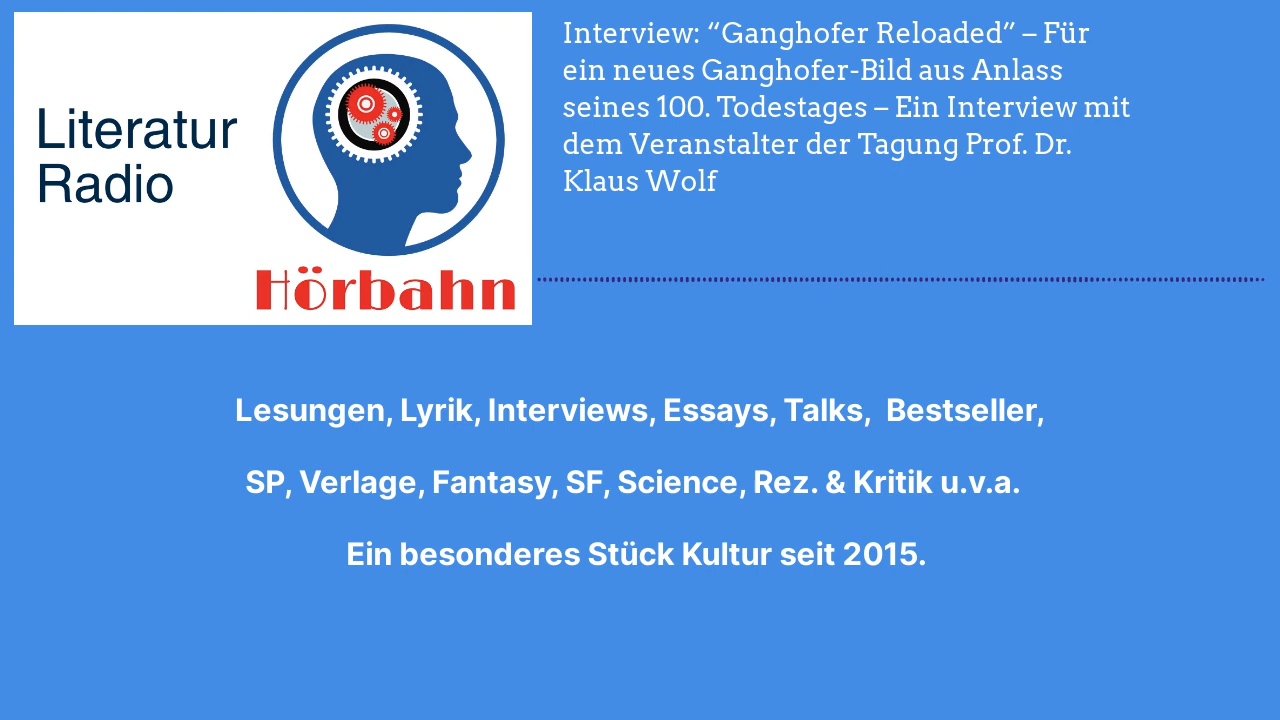 Literatur
Radio
Hörbahn
Interview: “Ganghofer Reloaded” – Für
ein neues Ganghofer-Bild aus Anlass
seines 100. Todestages – Ein Interview mit
dem Veranstalter der Tagung Prof. Dr.
Klaus Wolf
Lesungen, Lyrik, Interviews, Essays, Talks,  Bestseller,
SP, Verlage, Fantasy, SF, Science, Rez. & Kritik u.v.a.
Ein besonderes Stück Kultur seit 2015.